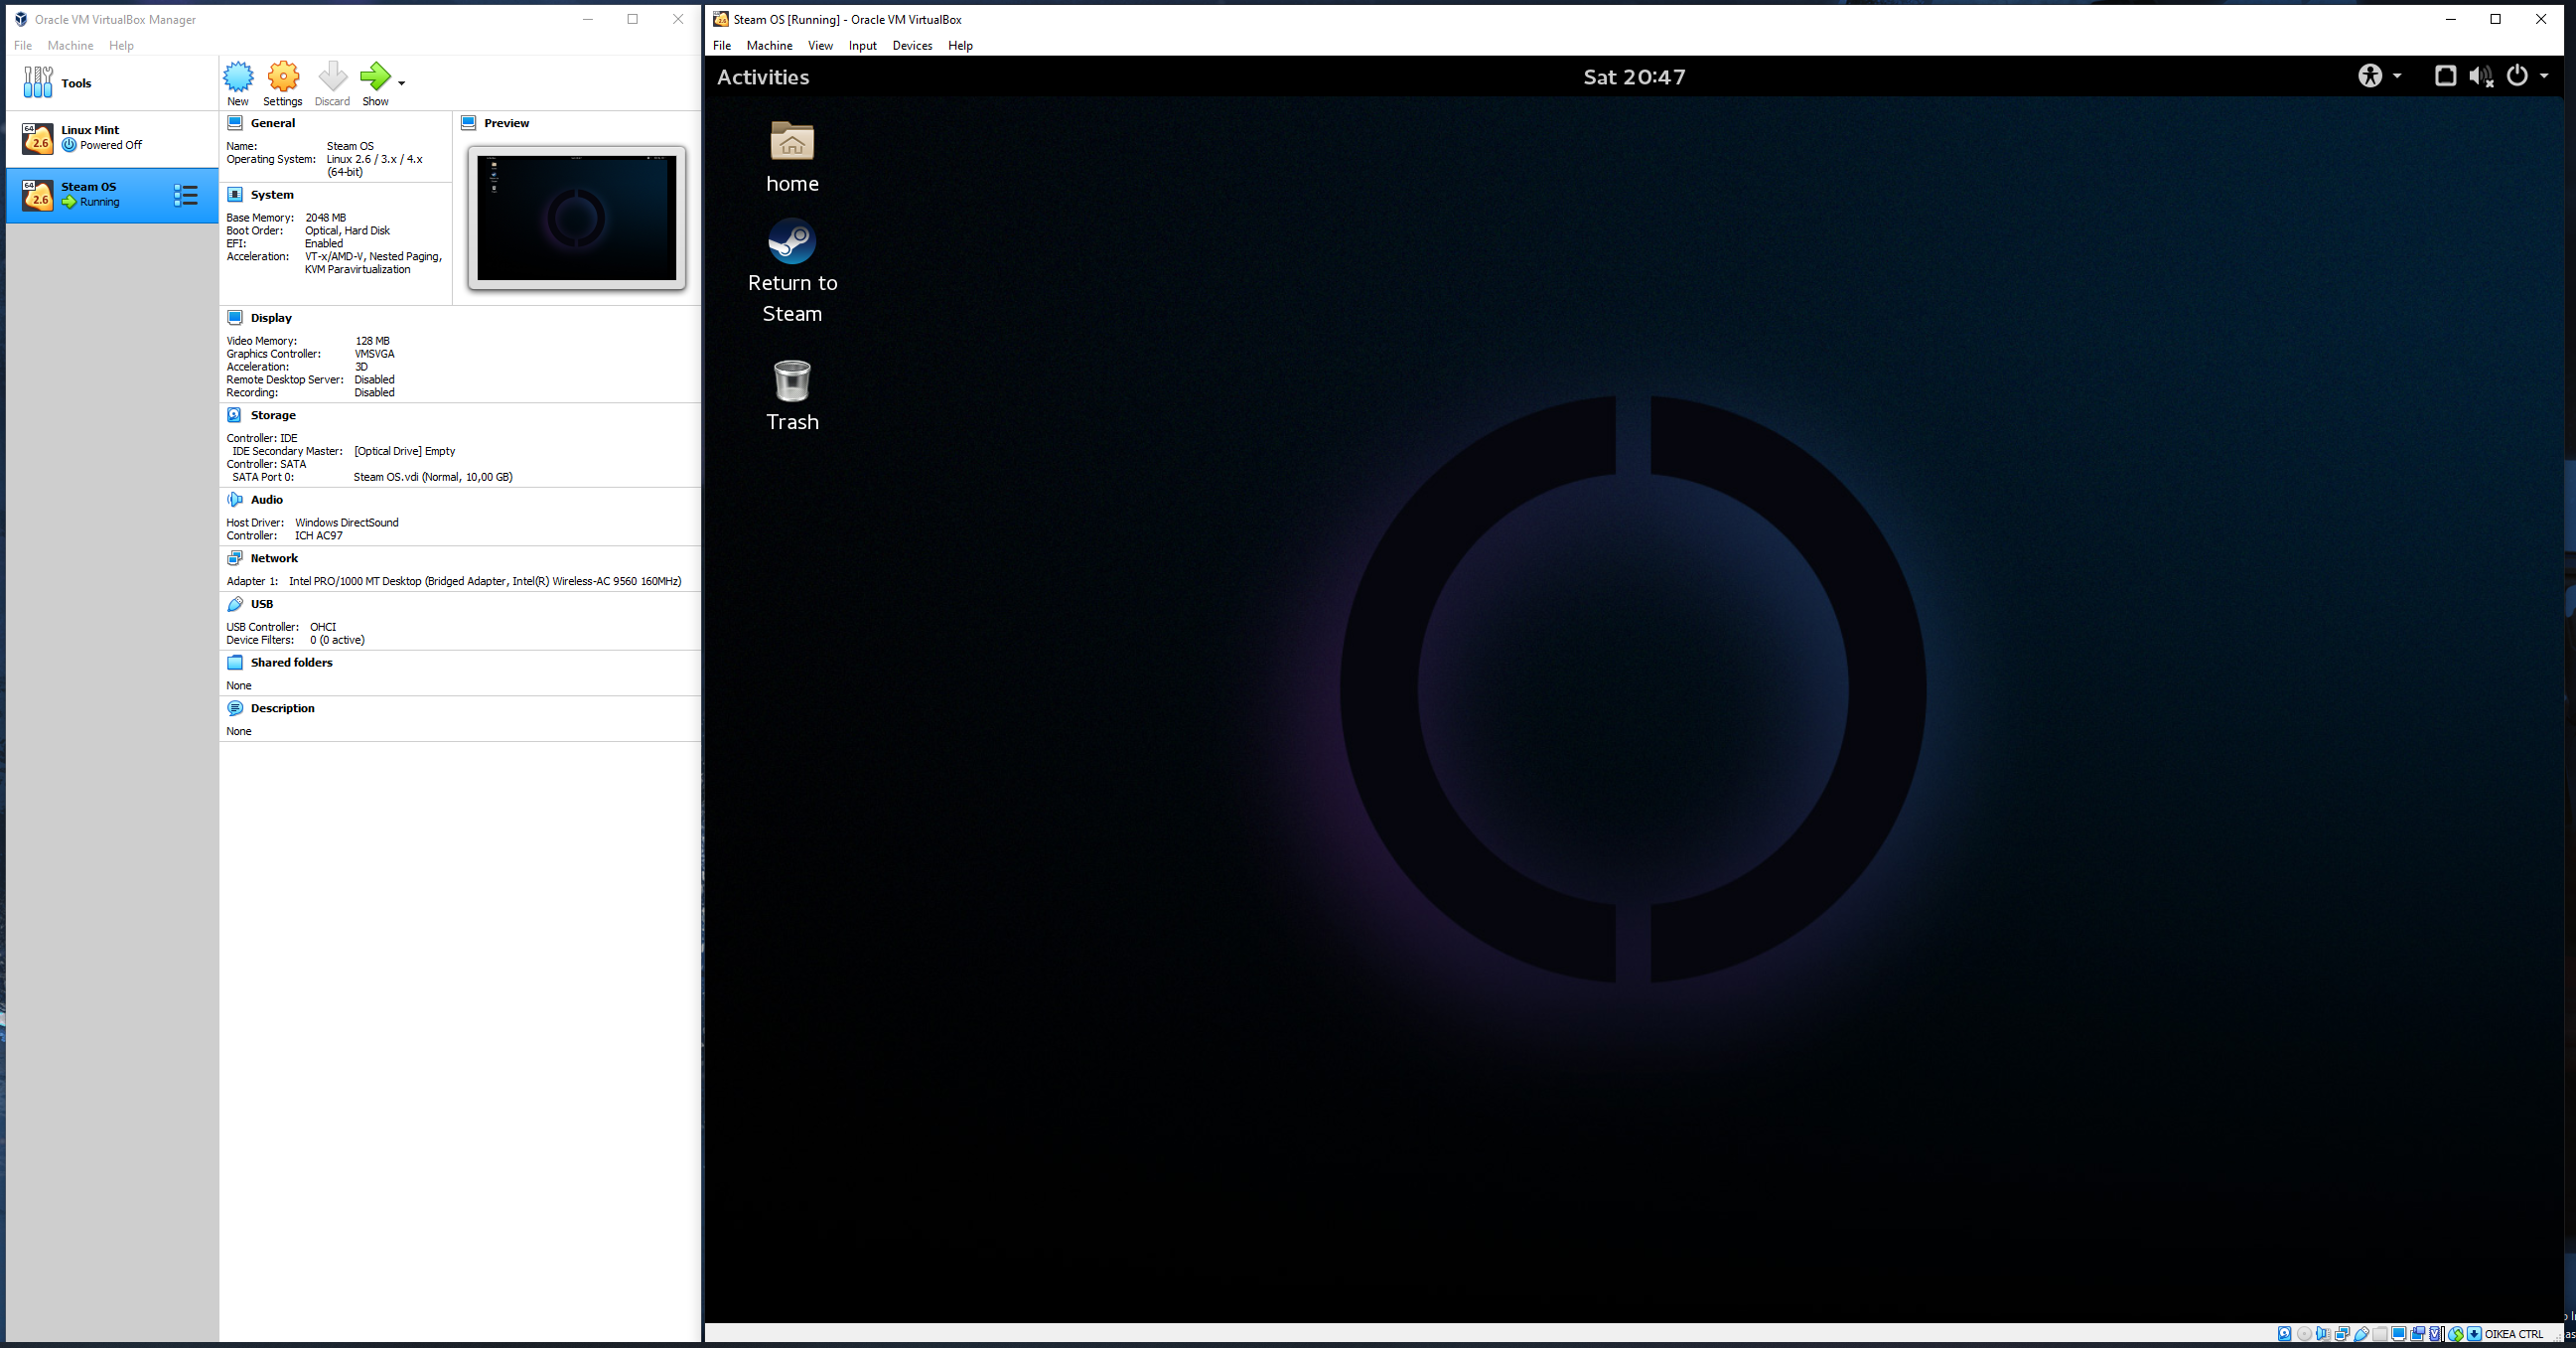 Oracle VM VirtualBox Manager
File Machine Help
Tools
New Settings Discard Show
64
2.6
Linux Mint
Powered Off
64
2.6
Steam OS
Running
General
Name: Steam OS
Operating System: Linux 2.6 / 3.x / 4.x
(64-bit)
System
Base Memory: 2048 MB
Boot Order: Optical, Hard Disk
EFI: Enabled
Acceleration: VT-x/AMD-V, Nested Paging,
KVM Paravirtualization
Preview
Display
Video Memory: 128 MB
Graphics Controller: VMSVGA
Acceleration: 3D
Remote Desktop Server: Disabled
Recording: Disabled
Storage
Controller: IDE
IDE Secondary Master: [Optical Drive] Empty
Controller: SATA
SATA Port 0: Steam OS.vdi (Normal, 10,00 GB)
Audio
Host Driver: Windows DirectSound
Controller: ICH AC97
Network
Adapter 1: Intel PRO/1000 MT Desktop (Bridged Adapter, Intel(R) Wireless-AC 9560 160MHz)
USB
USB Controller: OHCI
Device Filters: 0 (0 active)
Shared folders
None
Description
None
Steam OS [Running] - Oracle VM VirtualBox
File Machine View Input Devices Help
Activities
Sat 20:47
home
Return to
Steam
Trash
OIKEA CTRL